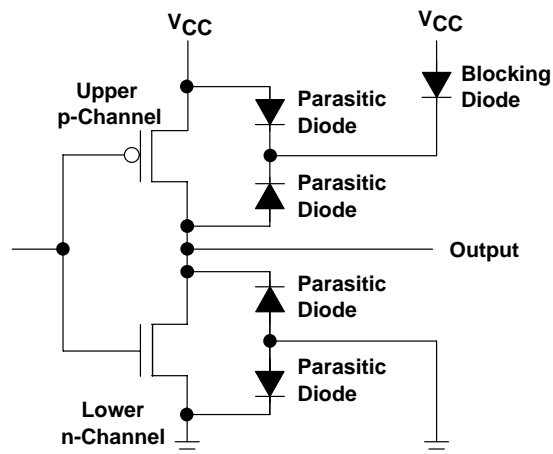 VCC
VCC
Upper
p-Channel
Parasitic
Diode
Blocking
Diode
Parasitic
Diode
Output
Parasitic
Diode
Parasitic
Diode
Lower
n-Channel